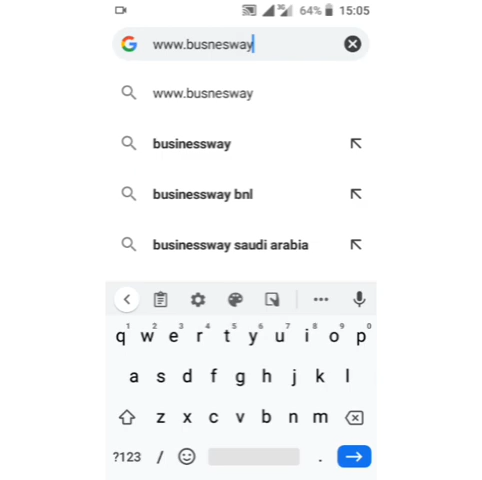 3G 64% 15:05
www.busnesway
www.busnesway
businessway
businessway bnl
businessway saudi arabia
1 2 3 4 5 6 7 8 9 0
q w e r t y u i o p
a s d f g h j k l
z x c v b n m
?123 / .